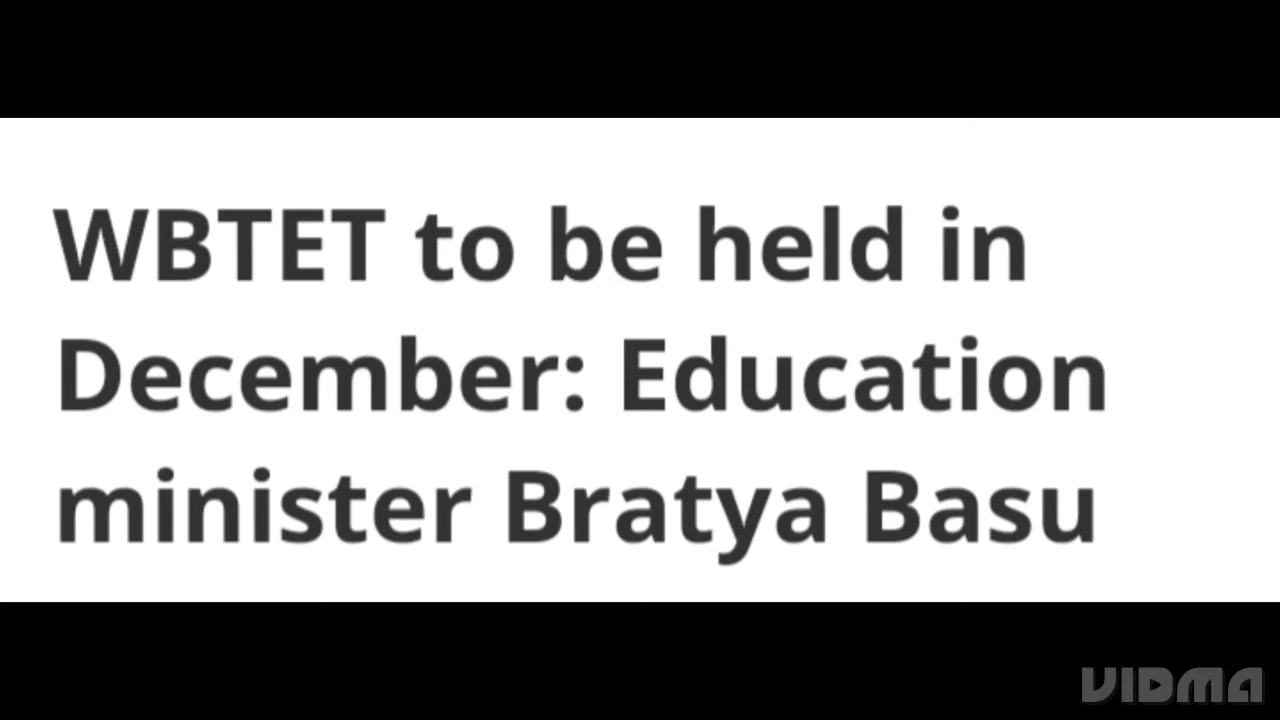 WBTET to be held in
December: Education
minister Bratya Basu
VIDMA